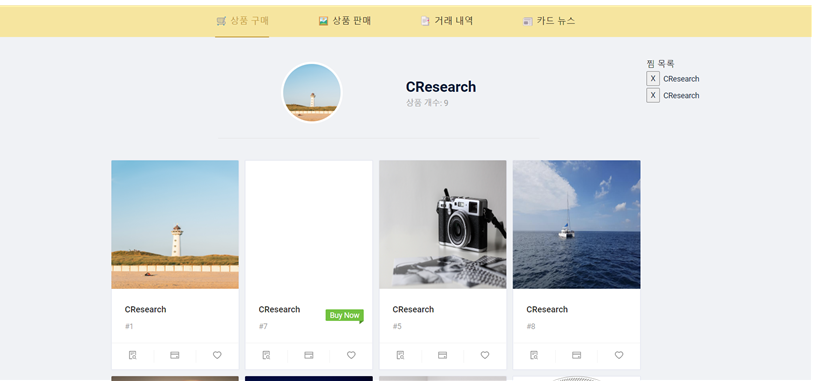 상품 구매 상품 판매 거래 내역 카드 뉴스
CResearch
상품 개수: 9
찜 목록
X CResearch
X CResearch
CResearch
#1
CResearch
#7
Buy Now
CResearch
#5
CResearch
#8